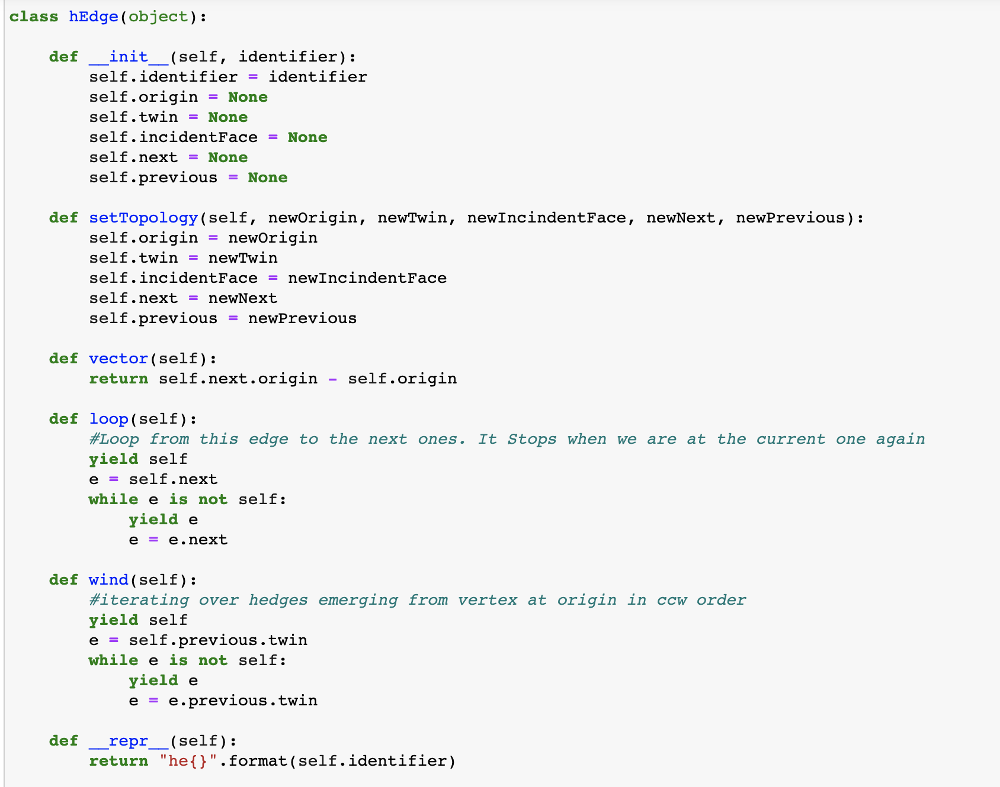 class hEdge(object):

    def __init__(self, identifier):
        self.identifier = identifier
        self.origin = None
        self.twin = None
        self.incidentFace = None
        self.next = None
        self.previous = None

    def setTopology(self, newOrigin, newTwin, newIncindentFace, newNext, newPrevious):
        self.origin = newOrigin
        self.twin = newTwin
        self.incidentFace = newIncindentFace
        self.next = newNext
        self.previous = newPrevious

    def vector(self):
        return self.next.origin - self.origin

    def loop(self):
        #Loop from this edge to the next ones. It Stops when we are at the current one again
        yield self
        e = self.next
        while e is not self:
            yield e
            e = e.next

    def wind(self):
        #iterating over hedges emerging from vertex at origin in ccw order
        yield self
        e = self.previous.twin
        while e is not self:
            yield e
            e = e.previous.twin

    def __repr__(self):
        return "he{}".format(self.identifier)